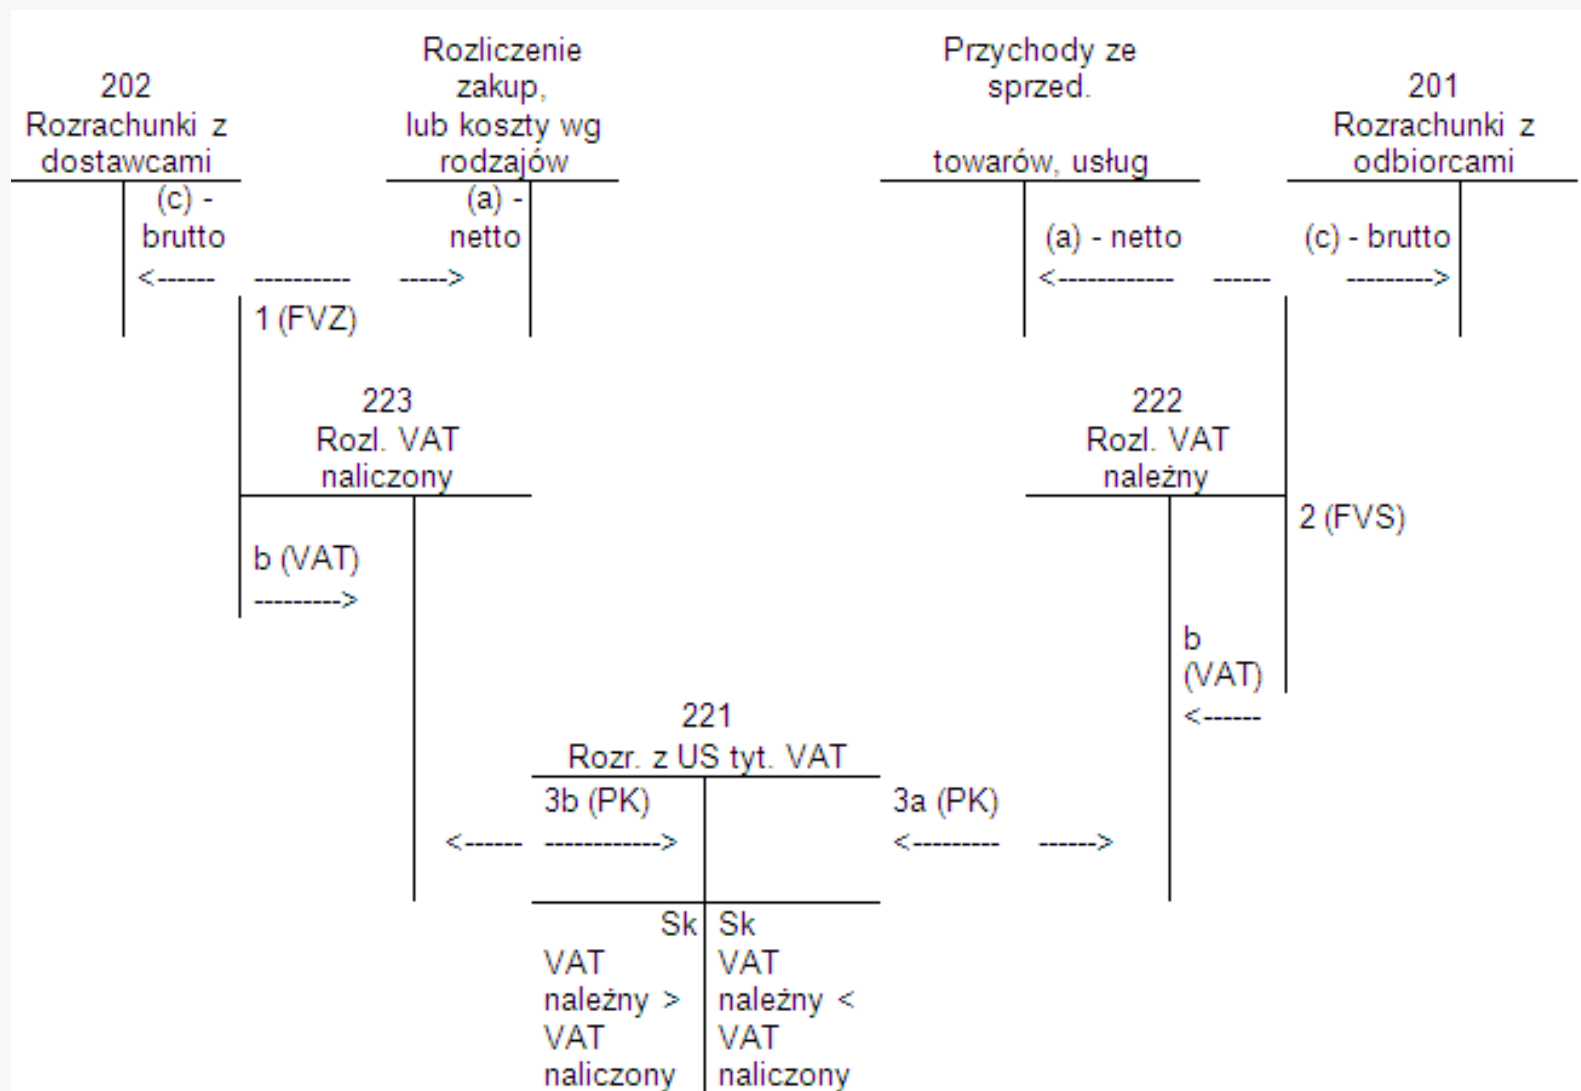 202
Rozrachunki z
dostawcami
Rozliczenie
zakup,
lub koszty wg
rodzajów
Przychody ze
sprzed.
towarów, usług
201
Rozrachunki z
odbiorcami
(c) -
brutto
(a) -
netto
(a) - netto
(c) - brutto
<------ ---------- ----->
<------------ ------ --------->
1 (FVZ)
223
Rozl. VAT
naliczony
222
Rozl. VAT
należny
2 (FVS)
b (VAT)
--------->
b
(VAT)
<------
221
Rozr. z US tyt. VAT
3b (PK)
3a (PK)
<------ ------------>
<--------- ------>
Sk
VAT
należny >
VAT
naliczony
Sk
VAT
należny <
VAT
naliczony